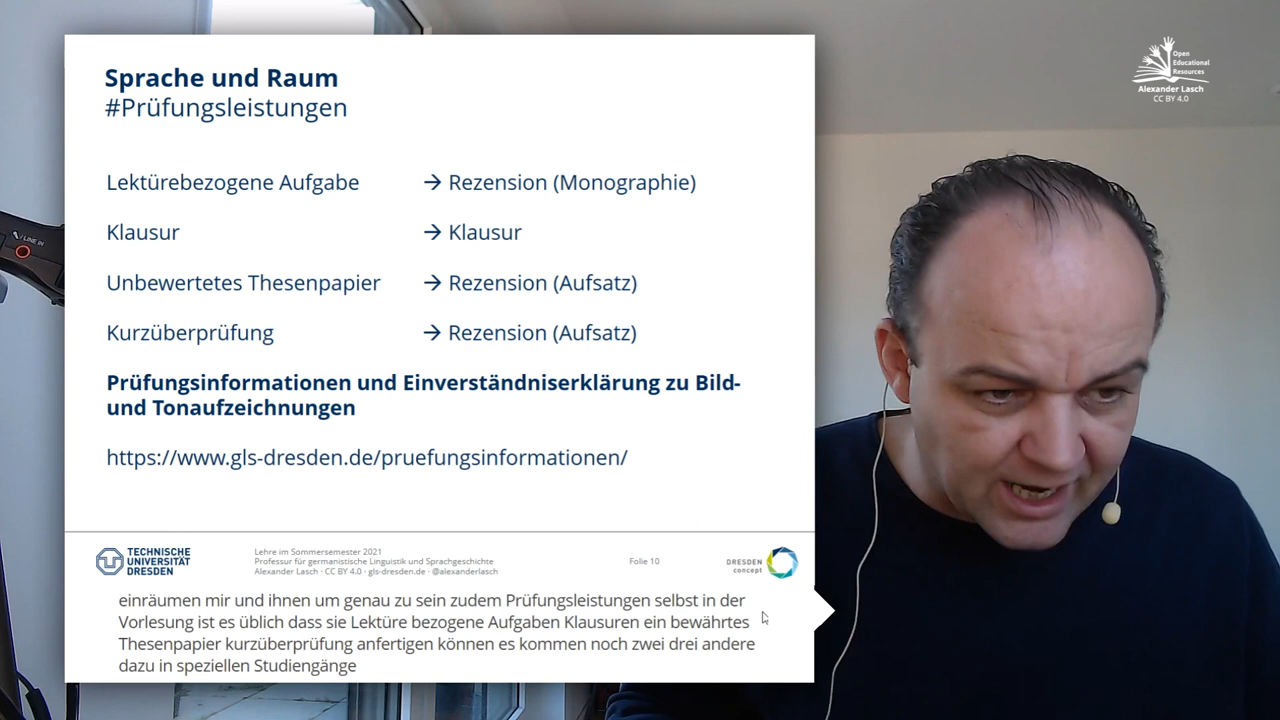 Sprache und Raum
#Prüfungsleistungen
Lektürebezogene Aufgabe → Rezension (Monographie)
Klausur → Klausur
Unbewertetes Thesenpapier → Rezension (Aufsatz)
Kurzüberprüfung → Rezension (Aufsatz)
Prüfungsinformationen und Einverständniserklärung zu Bild-
und Tonaufzeichnungen
https://www.gls-dresden.de/pruefungsinformationen/
TECHNISCHE
UNIVERSITÄT
DRESDEN
Lehre im Sommersemester 2021
Professur für germanistische Linguistik und Sprachgeschichte
Alexander Lasch · CC BY 4.0 · gls-dresden.de · @alexanderlasch
Folie 10
DRESDEN
concept
einräumen mir und ihnen um genau zu sein zudem Prüfungsleistungen selbst in der
Vorlesung ist es üblich dass sie Lektüre bezogene Aufgaben Klausuren ein bewährtes
Thesenpapier kurzüberprüfung anfertigen können es kommen noch zwei drei andere
dazu in speziellen Studiengänge
Open
Educational
Resources
Alexander Lasch
CC BY 4.0
/ LINE IN